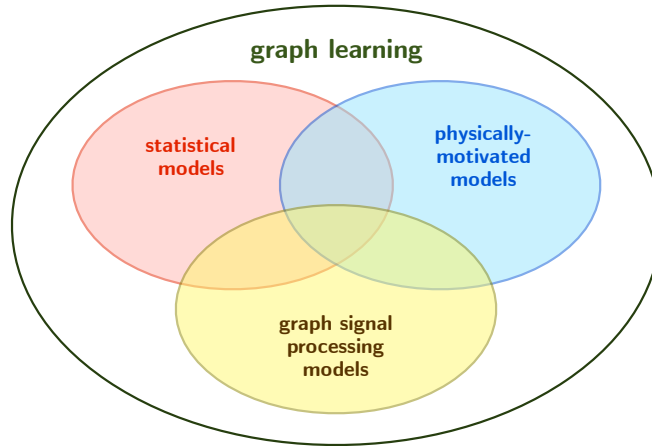 graph learning
statistical
models
physically-
motivated
models
graph signal
processing
models